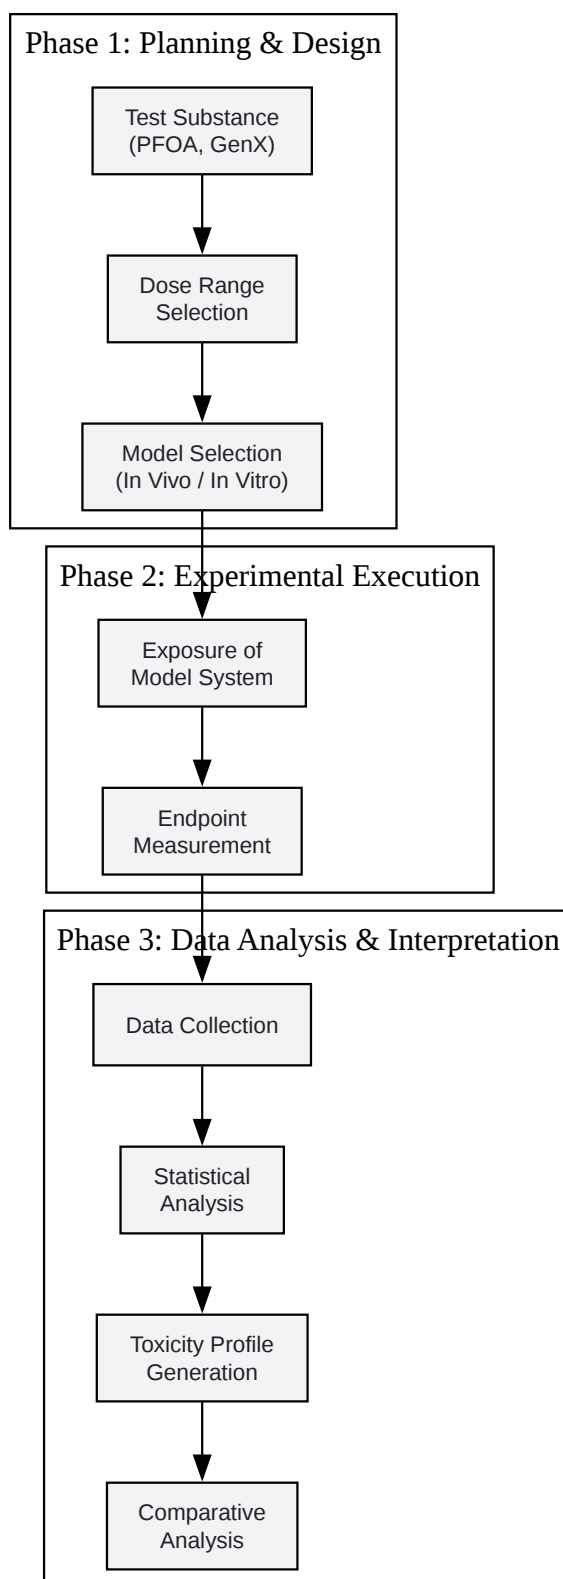 Phase 1: Planning & Design
Test Substance
(PFOA, GenX)
Dose Range
Selection
Model Selection
(In Vivo / In Vitro)
Phase 2: Experimental Execution
Exposure of
Model System
Endpoint
Measurement
Phase 3: Data Analysis & Interpretation
Data Collection
Statistical
Analysis
Toxicity Profile
Generation
Comparative
Analysis